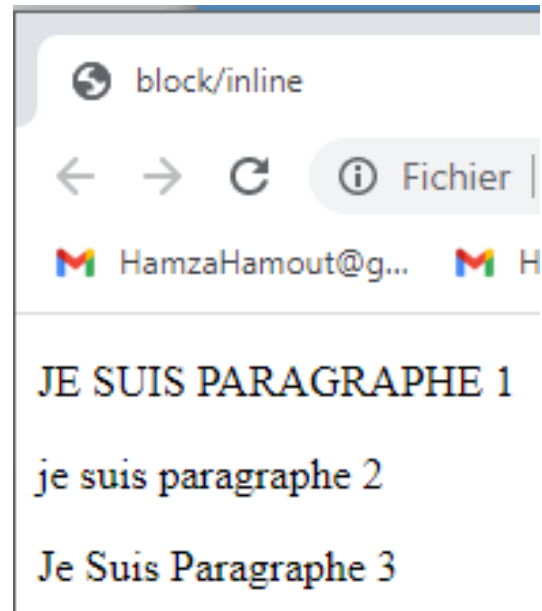 block/inline
Fichier
HamzaHamout@g... H
JE SUIS PARAGRAPHE 1
je suis paragraphe 2
Je Suis Paragraphe 3